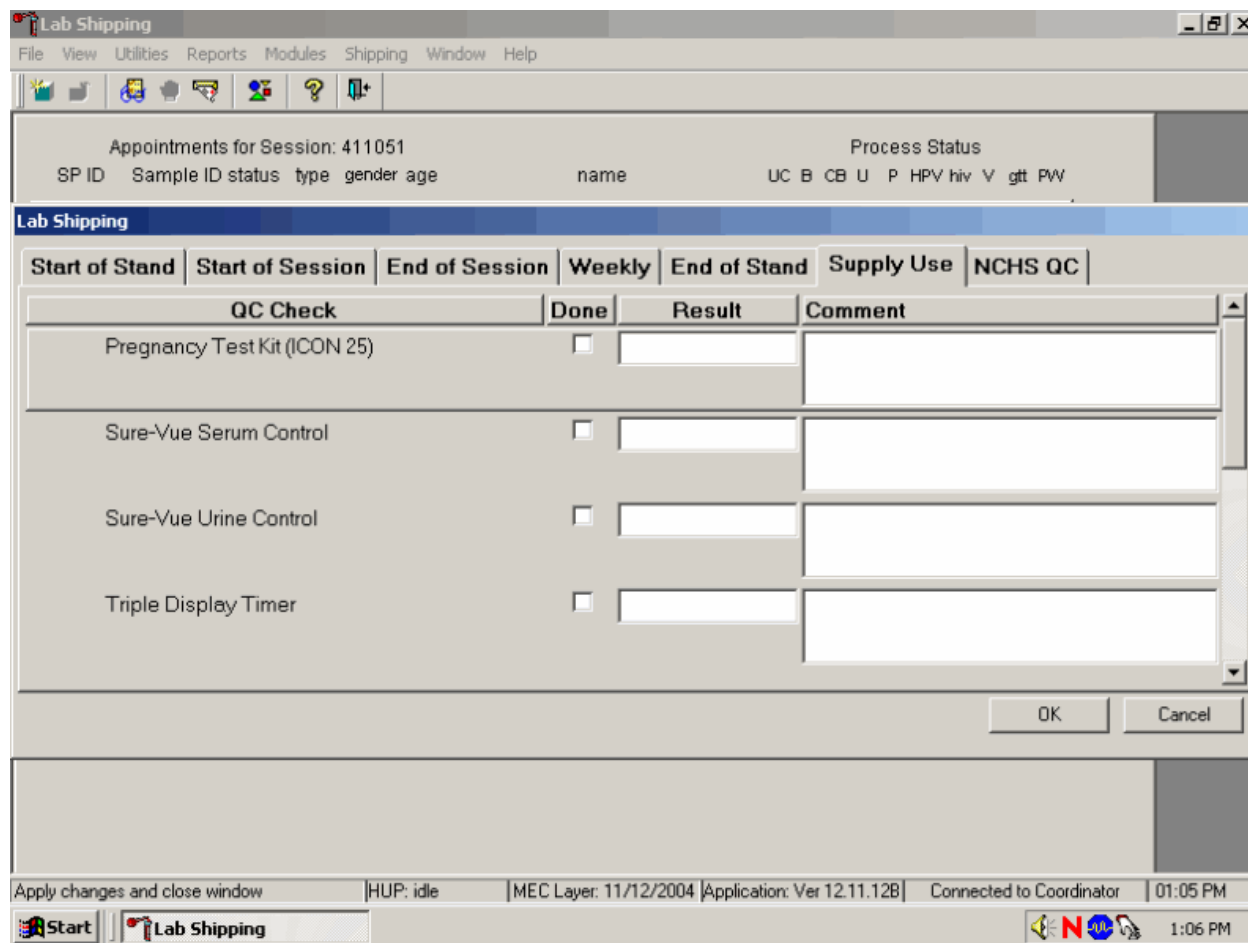 Lab Shipping
File View Utilities Reports Modules Shipping Window Help
Appointments for Session: 411051 Process Status
SP ID Sample ID status type gender age name UC B CB U P HPV hiv V gtt PVV
Lab Shipping
Start of Stand Start of Session End of Session Weekly End of Stand Supply Use NCHS QC
QC Check Done Result Comment
Pregnancy Test Kit (ICON 25)
Sure-Vue Serum Control
Sure-Vue Urine Control
Triple Display Timer
OK Cancel
Apply changes and close window HUP: idle MEC Layer: 11/12/2004 Application: Ver 12.11.12B Connected to Coordinator 01:05 PM
Start Lab Shipping N 1:06 PM